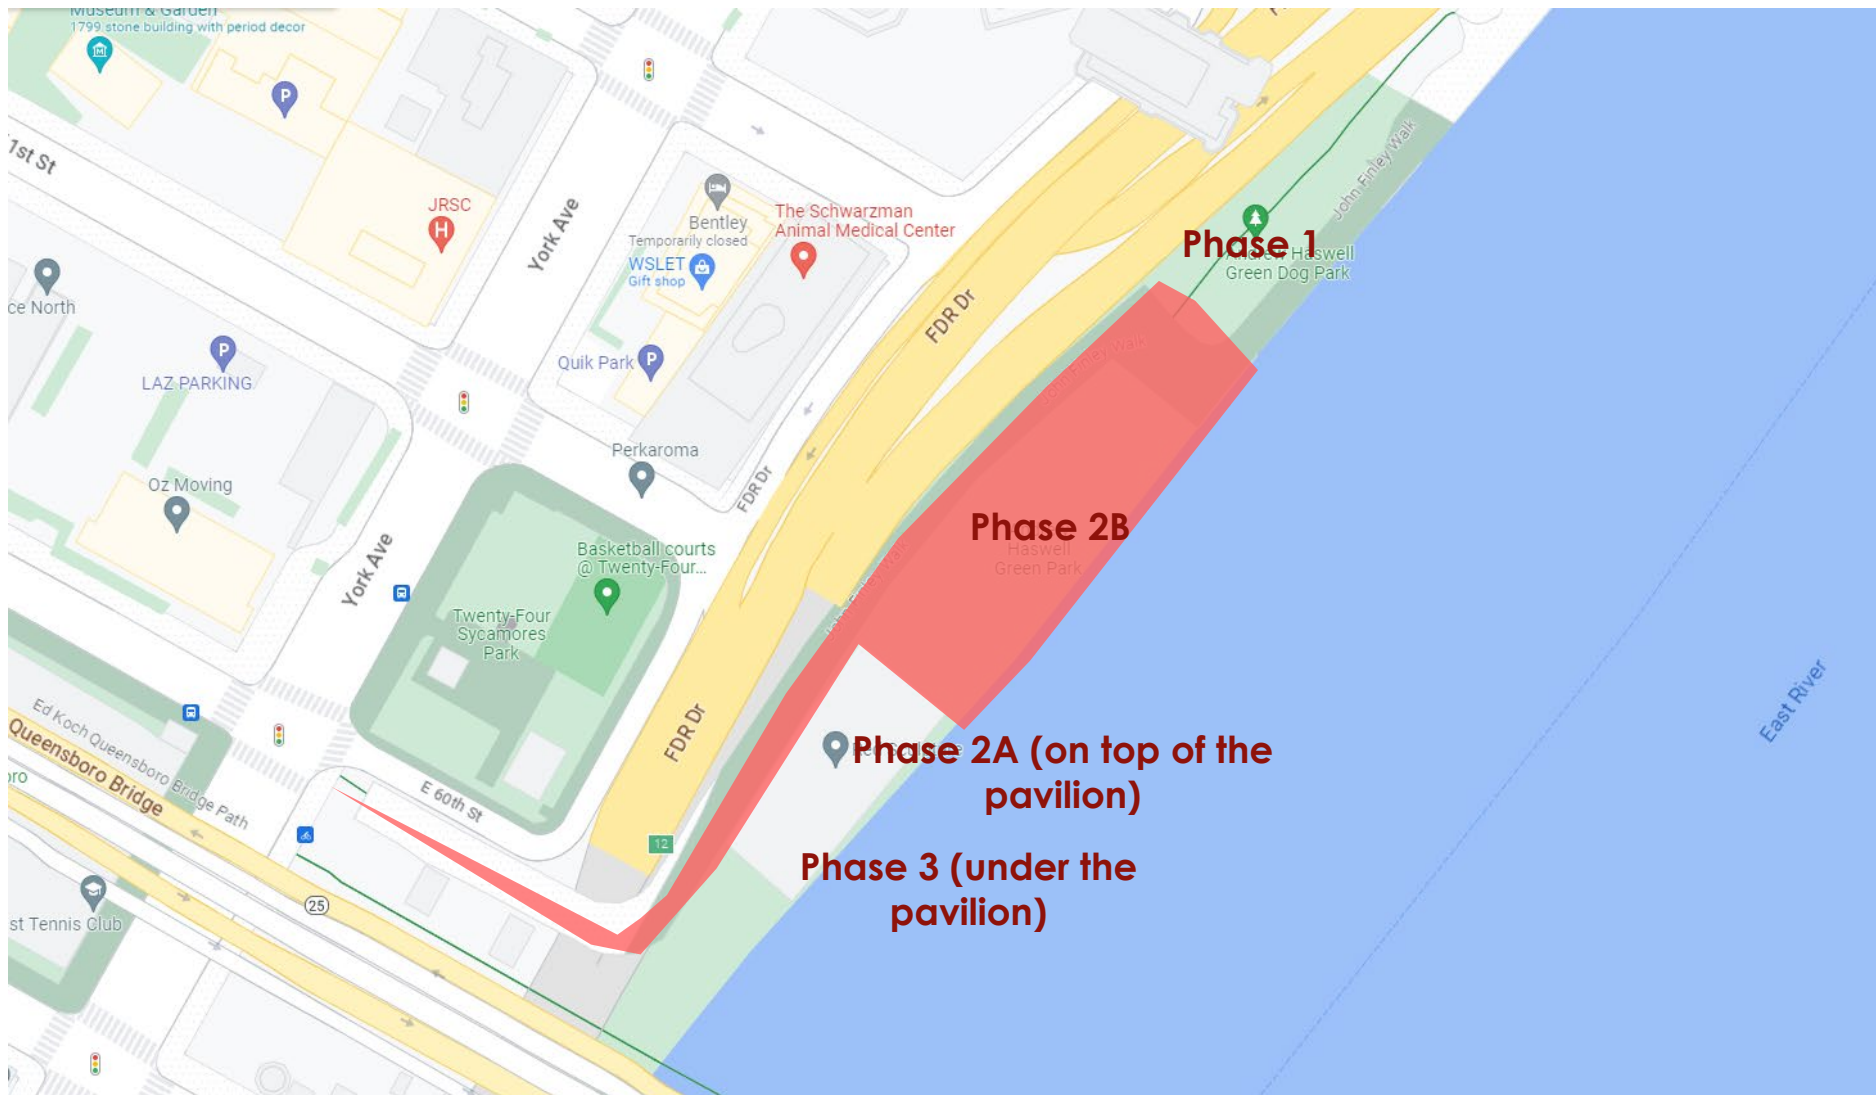 Museum & Garden
1799 stone building with period decor
P
1st St
JRSC
H
York Ave
Bentley
Temporarily closed
WSLET
Gift shop
The Schwarzman
Animal Medical Center
FDR Dr
John Finley Walk
Phase 1
Haswell
Green Dog Park
ce North
P
LAZ PARKING
Quik Park
P
John Finley Walk
Perkaroma
FDR Dr
Oz Moving
York Ave
Basketball courts
@ Twenty-Four...
Phase 2B
Haswell
Green Park
Twenty-Four
Sycamores
Park
East River
FDR Dr
Ed Koch Queensboro Bridge Path
Queensboro Bridge
oro
E 60th St
Phase 2A (on top of the
pavilion)
12
Phase 3 (under the
pavilion)
25
st Tennis Club